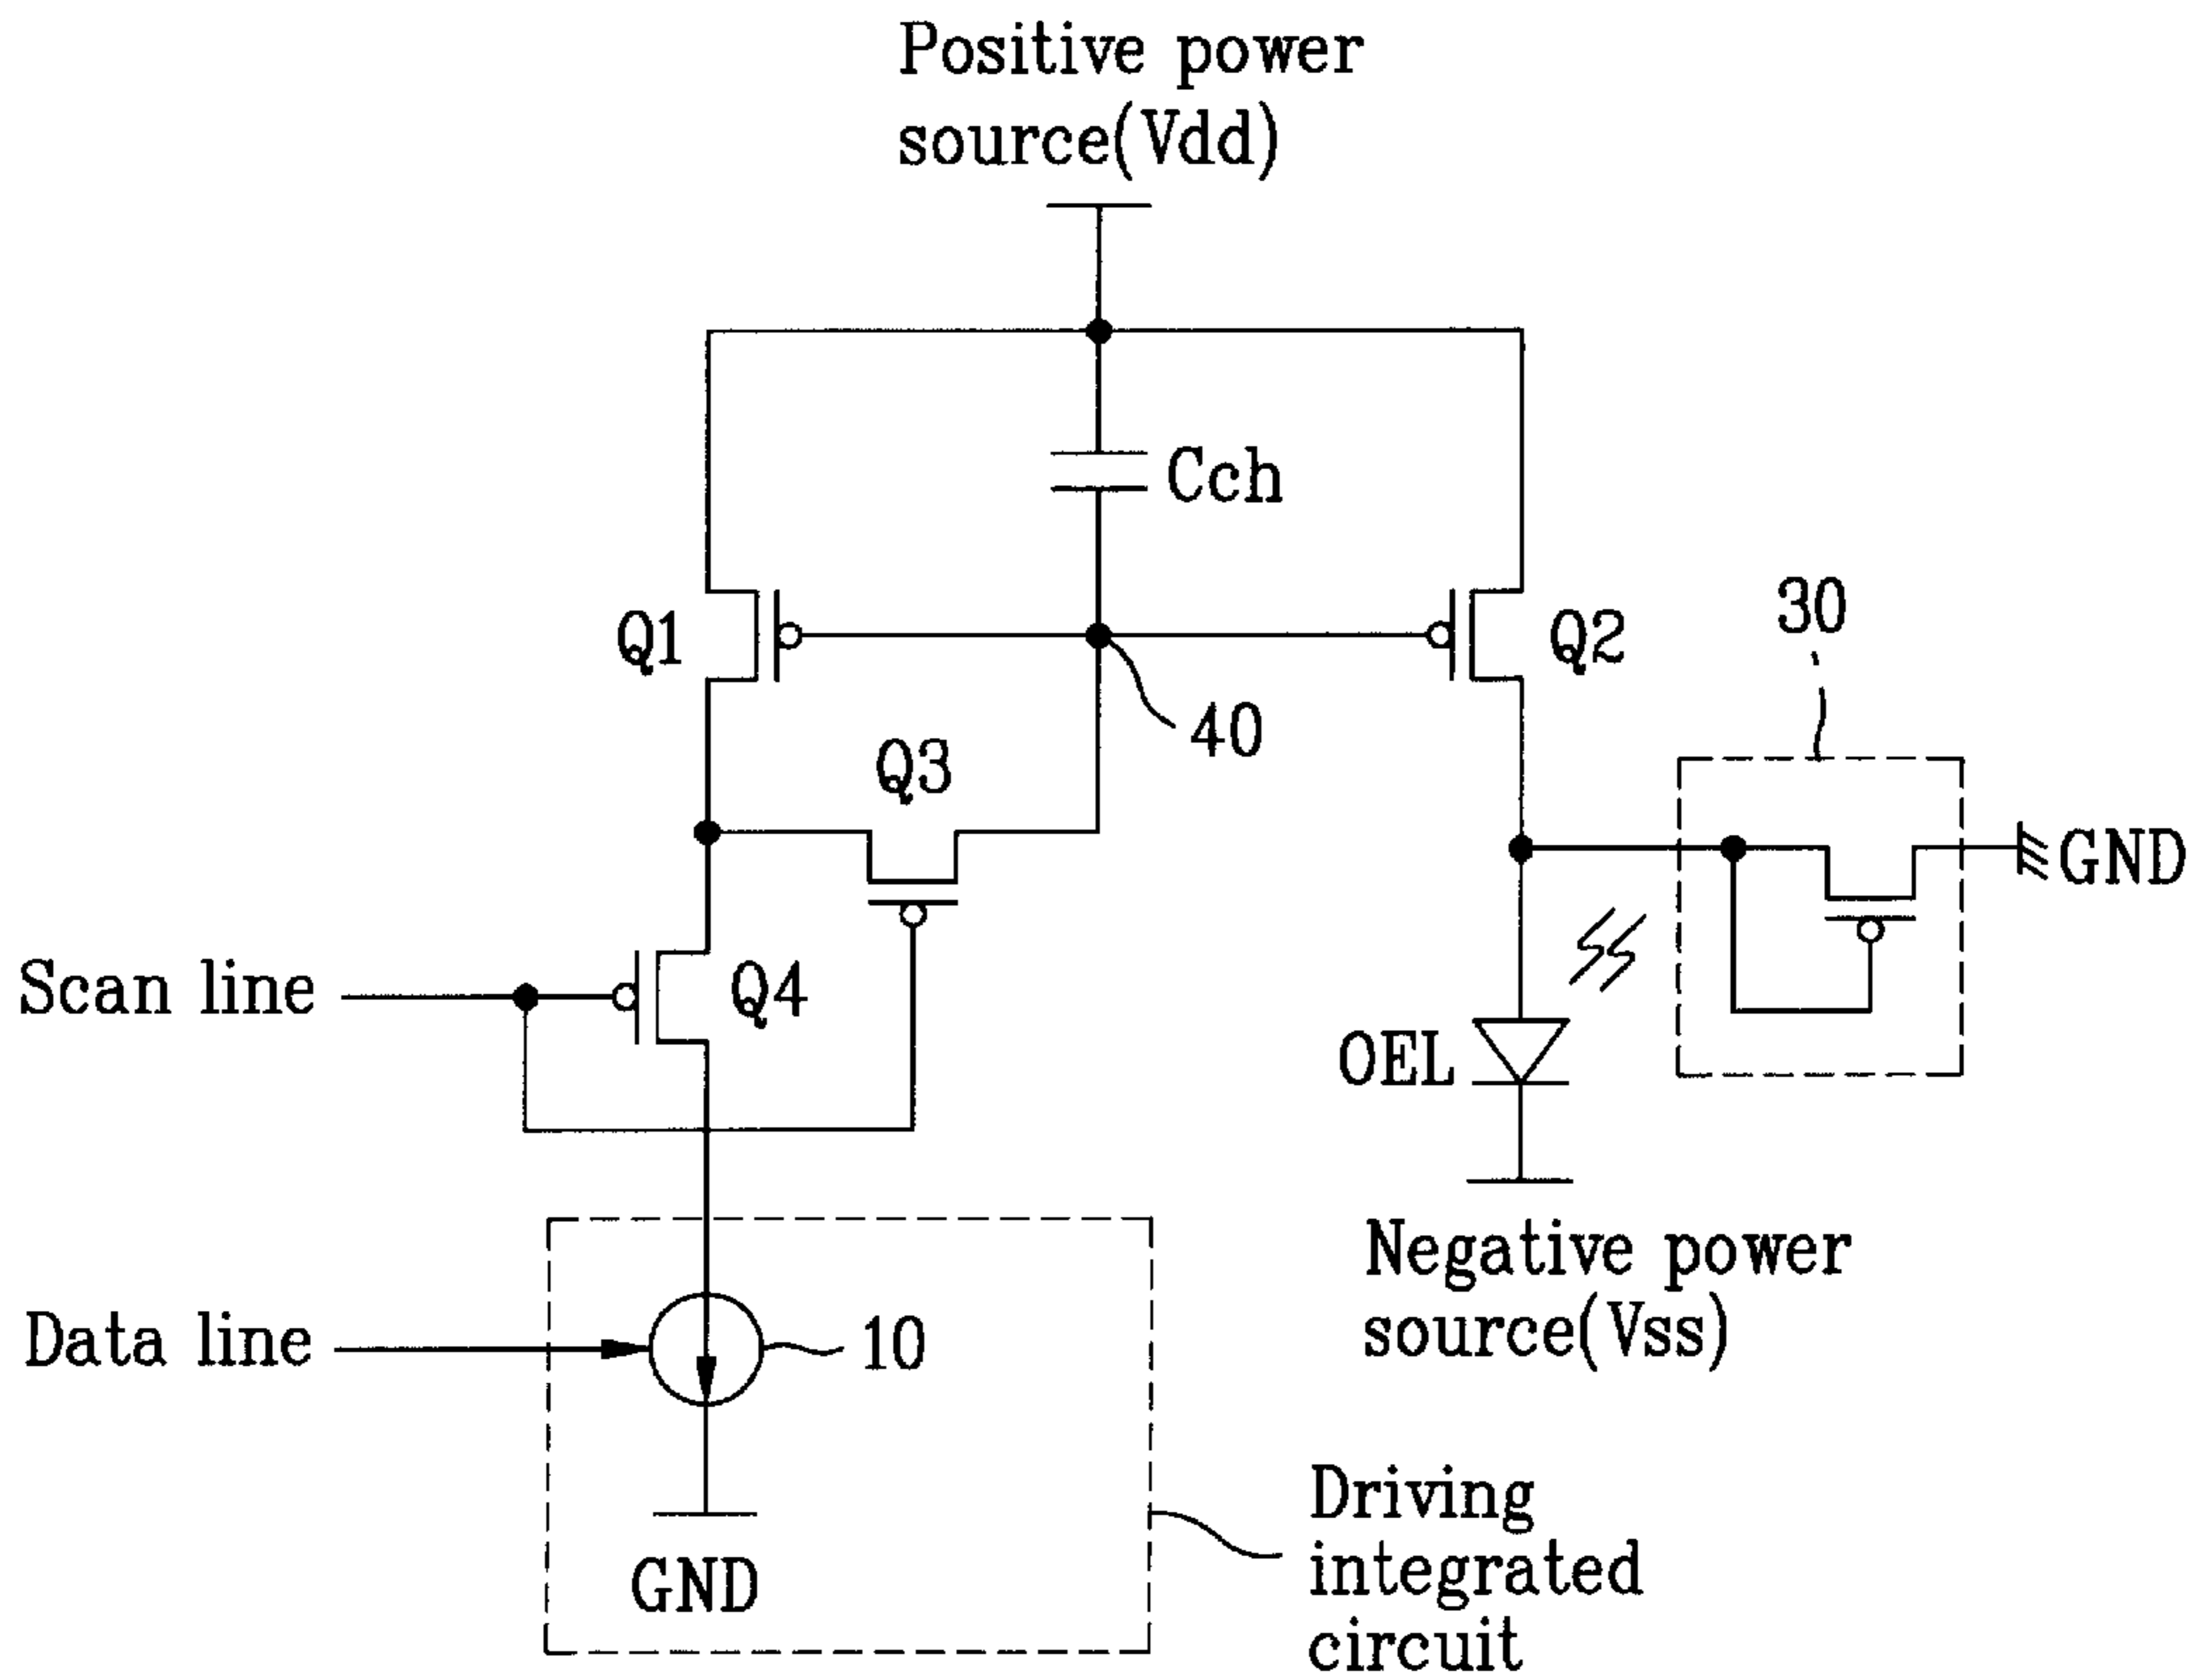 Positive power
source(Vdd)
Cch
Q1
Q2
30
40
Q3
GND
Scan line
Q4
OEL
Negative power
source(Vss)
Data line
10
GND
Driving
integrated
circuit